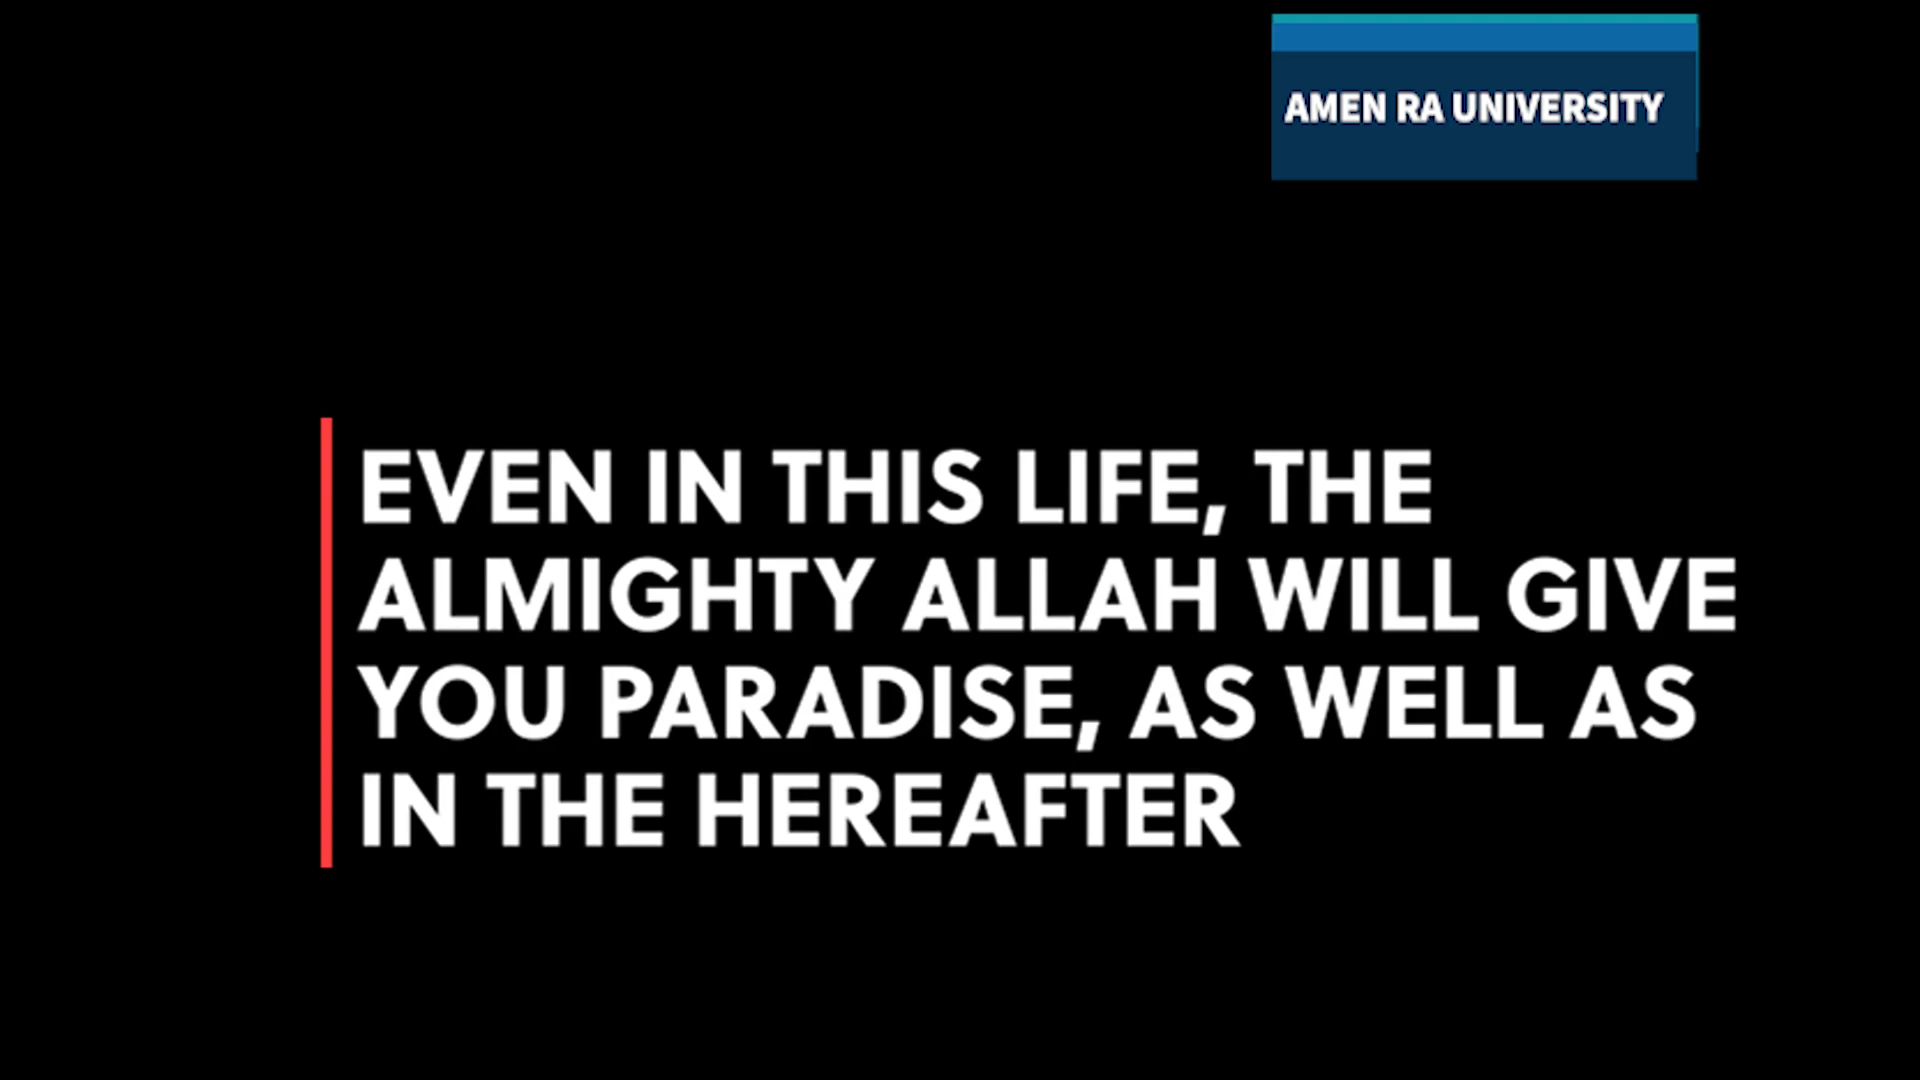 AMEN RA UNIVERSITY
EVEN IN THIS LIFE, THE
ALMIGHTY ALLAH WILL GIVE
YOU PARADISE, AS WELL AS
IN THE HEREAFTER